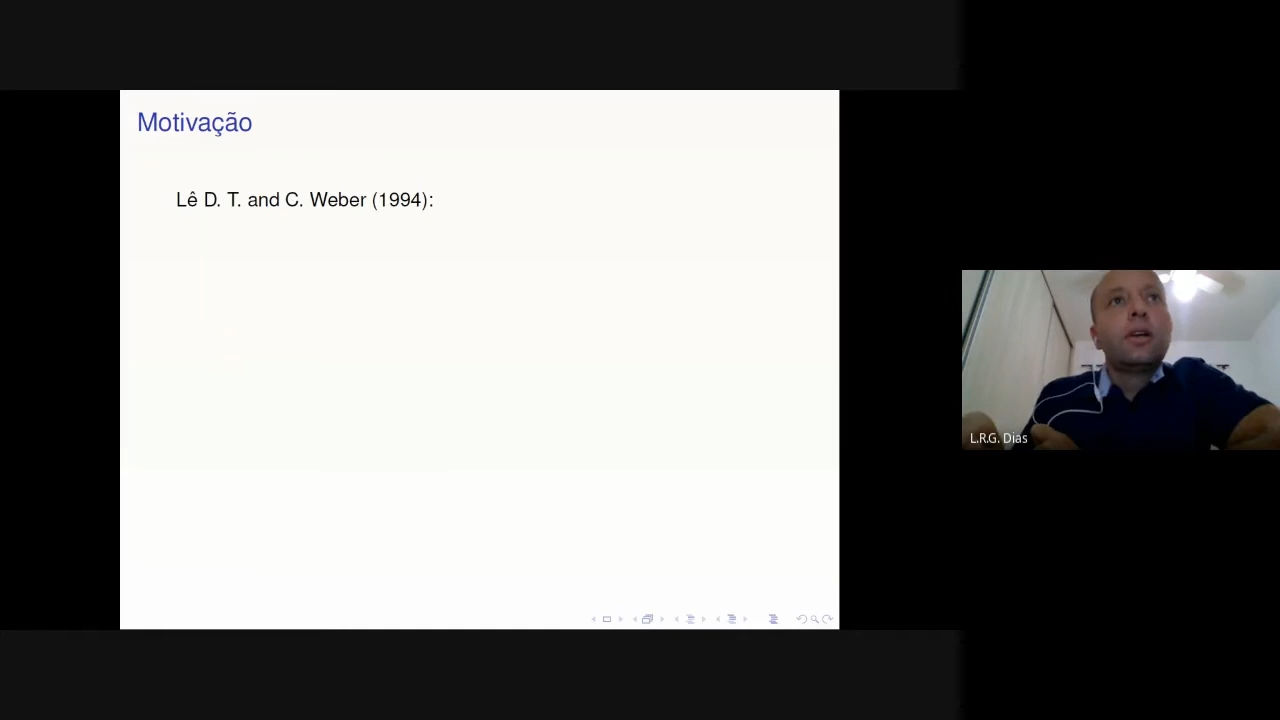 Motivação
Lê D. T. and C. Weber (1994):
L.R.G. Dias